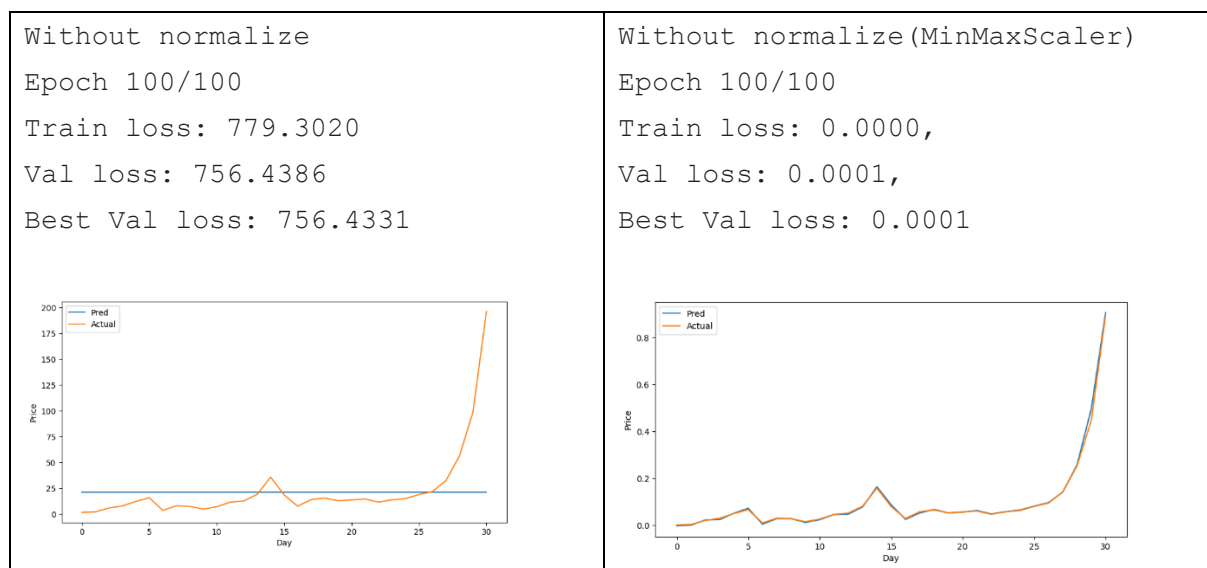 Without normalize
Epoch 100/100
Train loss: 779.3020
Val loss: 756.4386
Best Val loss: 756.4331
200
175
150
125
100
75
50
25
0
Price
Pred
Actual
0 5 10 15 20 25 30
Day
Without normalize(MinMaxScaler)
Epoch 100/100
Train loss: 0.0000,
Val loss: 0.0001,
Best Val loss: 0.0001
0.8
0.6
0.4
0.2
0.0
Price
Pred
Actual
0 5 10 15 20 25 30
Day